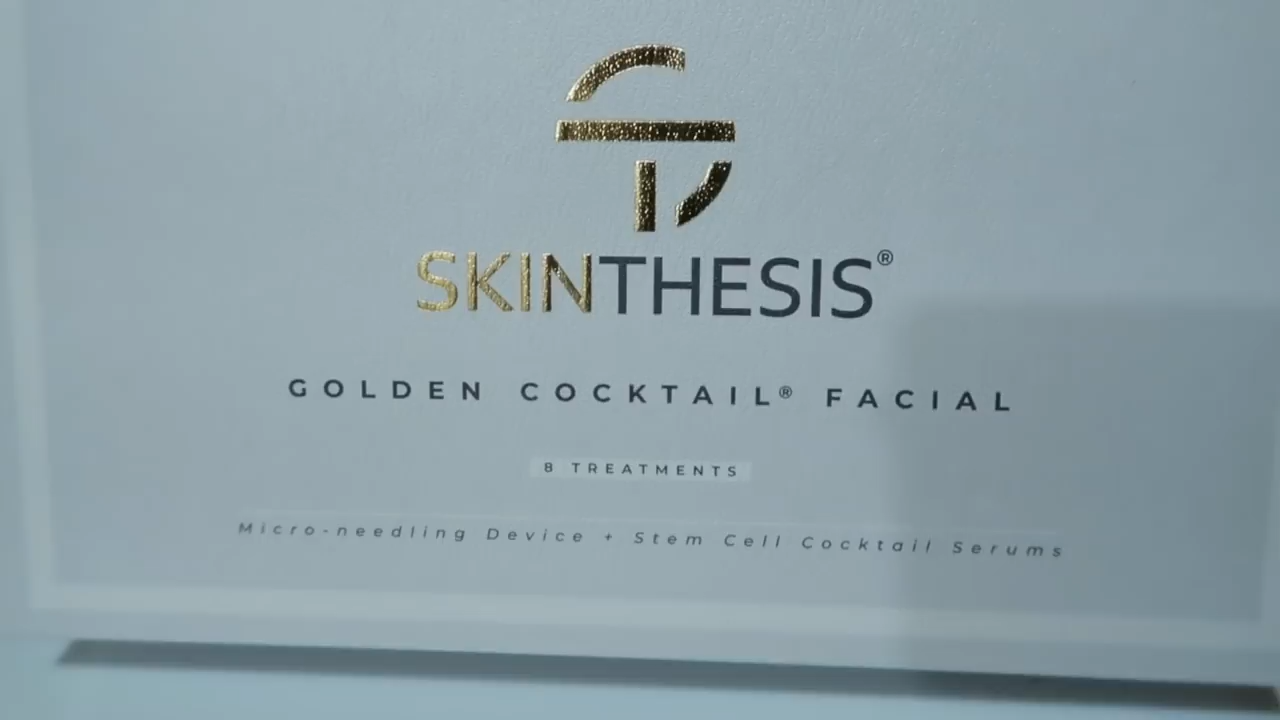 SKINTHESIS®
GOLDEN COCKTAIL® FACIAL
8 TREATMENTS
Micro-needling Device + Stem Cell Cocktail Serums